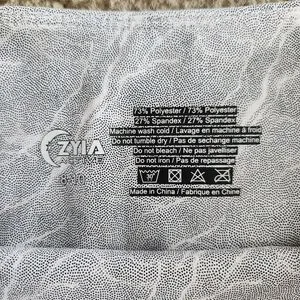 ZYIA
ACTIVE
73% Polyester / 73% Polyester
27% Spandex / 27% Spandex
Machine wash cold / Lavage en machine à froid
Do not tumble dry / Pas de sechange machine
Do not bleach / Ne pas javelliser
Do not iron / Pas de repassage
30°
Made in China / Fabrique en Chine